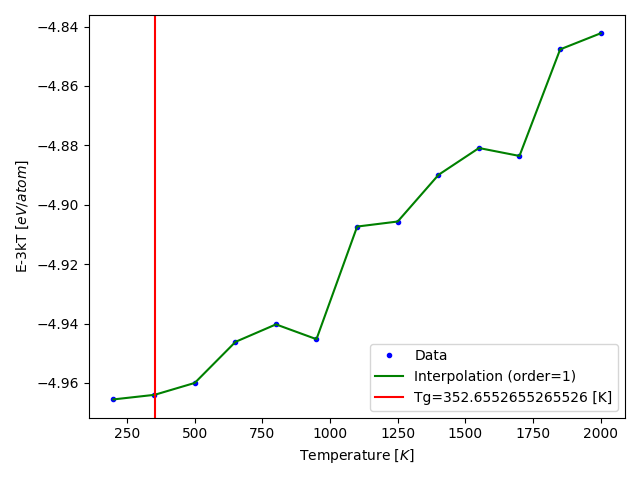 −4.84
−4.86
−4.88
−4.90
−4.92
−4.94
−4.96
E-3kT [eV/atom]
Data
Interpolation (order=1)
Tg=352.6552655265526 [K]
250 500 750 1000 1250 1500 1750 2000
Temperature [K]